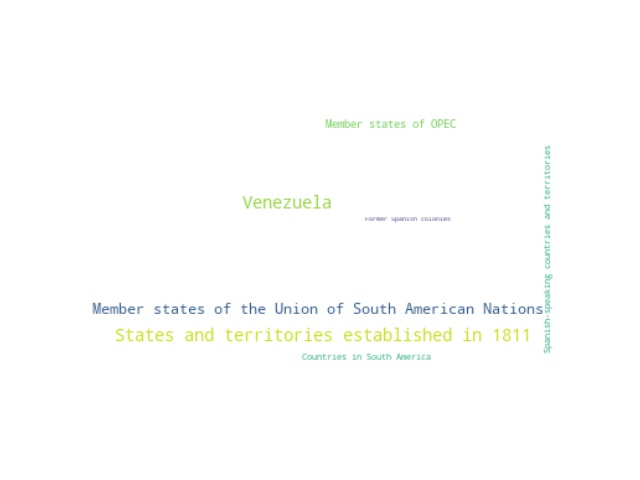 Member states of OPEC
Spanish-speaking countries and territories
Venezuela
Former Spanish colonies
Member states of the Union of South American Nations
States and territories established in 1811
Countries in South America